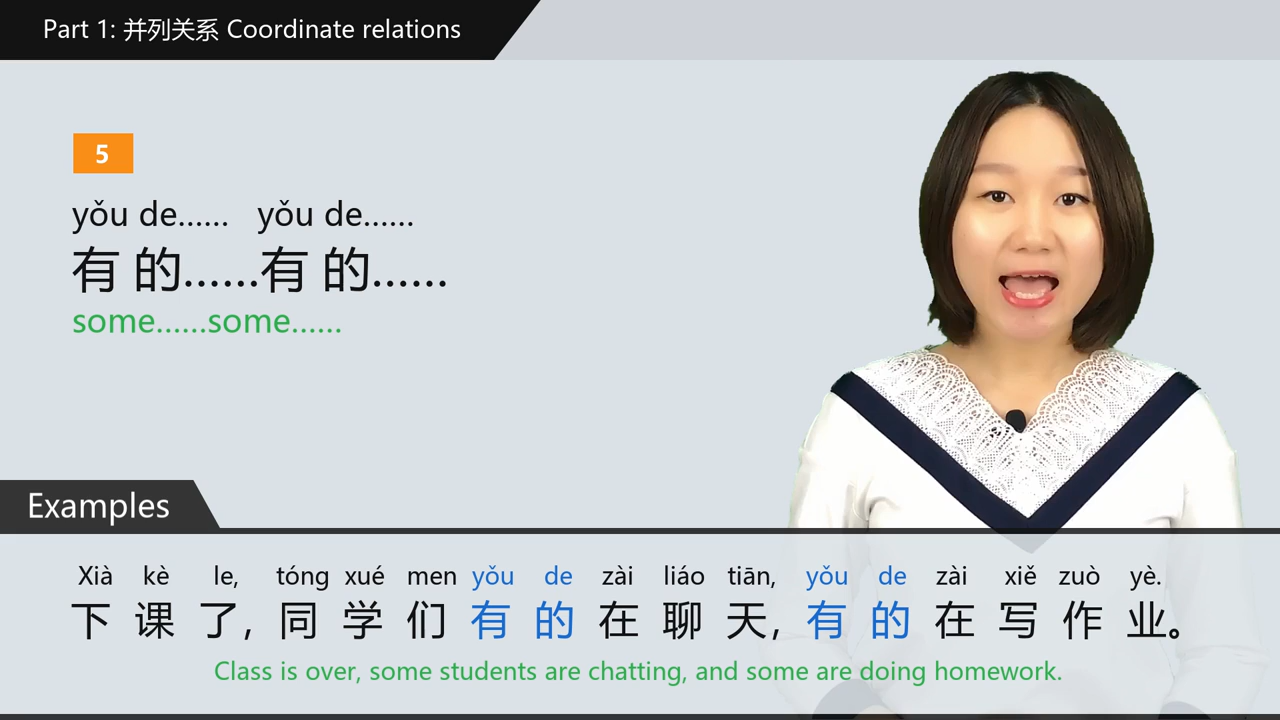 Part 1: 并列关系 Coordinate relations
5
yǒu de…… yǒu de……
有的……有的……
some……some……
Examples
Xià kè le, tóng xué men yǒu de zài liáo tiān, yǒu de zài xiě zuò yè.
下课了, 同学们有的在聊天, 有的在写作业。
Class is over, some students are chatting, and some are doing homework.